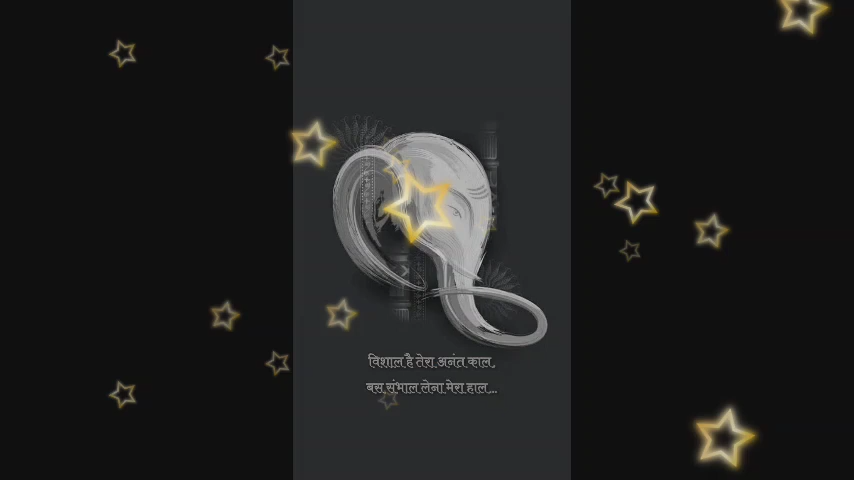 विशाल है तेरा अनंत काल,
बस संभाल लेना मेरा हाल...